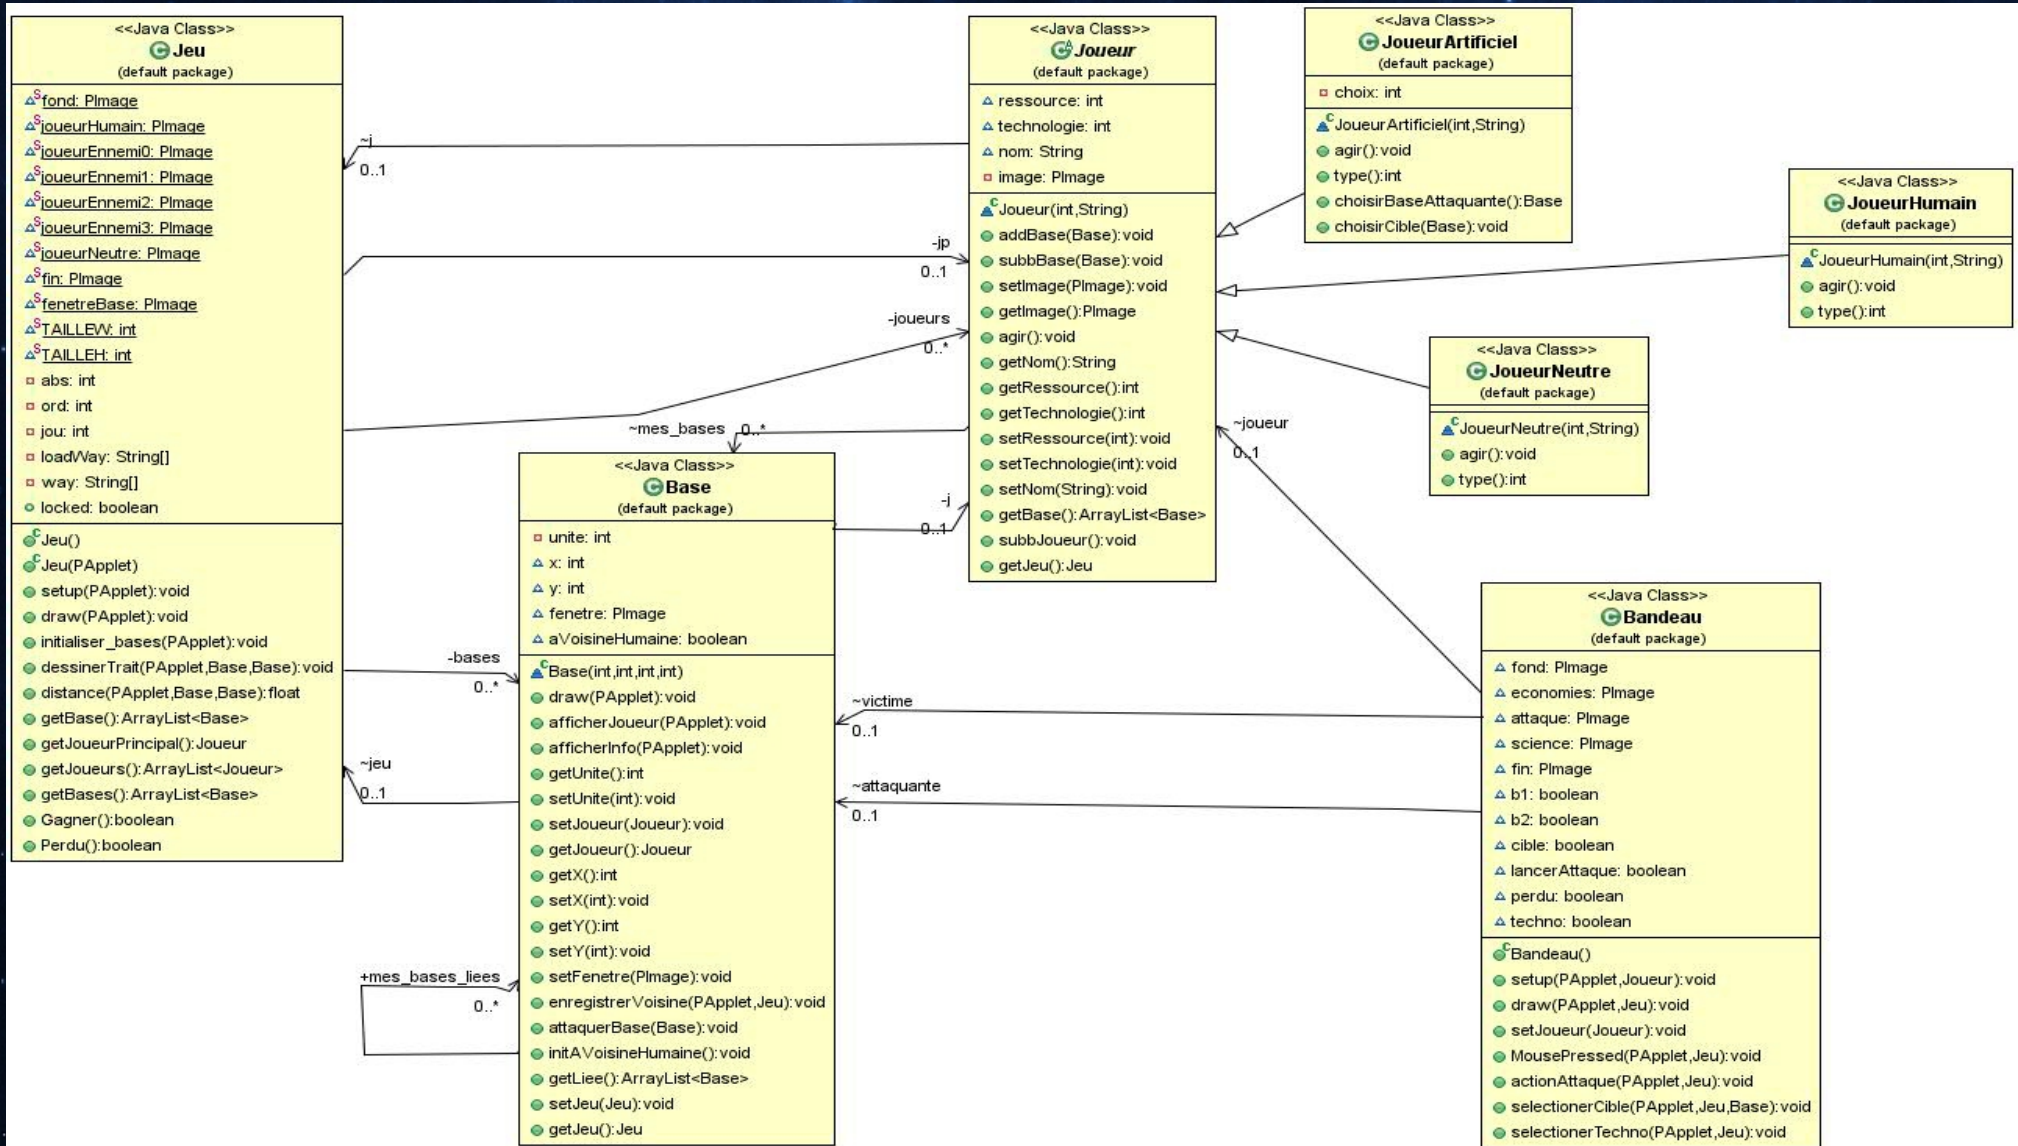 <<Java Class>>
Jeu
(default package)
fond: PImage
joueurHumain: PImage
joueurEnnemi0: PImage
joueurEnnemi1: PImage
joueurEnnemi2: PImage
joueurEnnemi3: PImage
joueurNeutre: PImage
fin: PImage
fenetreBase: PImage
TAILLEW: int
TAILLEH: int
abs: int
ord: int
jou: int
loadWay: String[]
way: String[]
locked: boolean
Jeu()
Jeu(PApplet)
setup(PApplet):void
draw(PApplet):void
initialiser_bases(PApplet):void
dessinerTrait(PApplet,Base,Base):void
distance(PApplet,Base,Base):float
getBase():ArrayList<Base>
getJoueurPrincipal():Joueur
getJoueurs():ArrayList<Joueur>
getBases():ArrayList<Base>
Gagner():boolean
Perdu():boolean
~j
0..1
-jp
0..1
-joueurs
0..*
~mes_bases 0..*
-j
0..1
-bases
0..*
~jeu
0..1
+mes_bases_liees
0..*
<<Java Class>>
Base
(default package)
unite: int
x: int
y: int
fenetre: PImage
aVoisineHumaine: boolean
Base(int,int,int,int)
draw(PApplet):void
afficherJoueur(PApplet):void
afficherInfo(PApplet):void
getUnite():int
setUnite(int):void
setJoueur(Joueur):void
getJoueur():Joueur
getX():int
setX(int):void
getY():int
setY(int):void
setFenetre(PImage):void
enregistrerVoisine(PApplet,Jeu):void
attaquerBase(Base):void
initAVoisineHumaine():void
getLiee():ArrayList<Base>
setJeu(Jeu):void
getJeu():Jeu
<<Java Class>>
Joueur
(default package)
ressource: int
technologie: int
nom: String
image: PImage
Joueur(int,String)
addBase(Base):void
subbBase(Base):void
setImage(PImage):void
getImage():PImage
agir():void
getNom():String
getRessource():int
getTechnologie():int
setRessource(int):void
setTechnologie(int):void
setNom(String):void
getBase():ArrayList<Base>
subbJoueur():void
getJeu():Jeu
<<Java Class>>
JoueurArtificiel
(default package)
choix: int
JoueurArtificiel(int,String)
agir():void
type():int
choisirBaseAttaquante():Base
choisirCible(Base):void
<<Java Class>>
JoueurHumain
(default package)
JoueurHumain(int,String)
agir():void
type():int
<<Java Class>>
JoueurNeutre
(default package)
JoueurNeutre(int,String)
agir():void
type():int
~joueur
0..1
~victime
0..1
~attaquante
0..1
<<Java Class>>
Bandeau
(default package)
fond: PImage
economies: PImage
attaque: PImage
science: PImage
fin: PImage
b1: boolean
b2: boolean
cible: boolean
lancerAttaque: boolean
perdu: boolean
techno: boolean
Bandeau()
setup(PApplet,Joueur):void
draw(PApplet,Jeu):void
setJoueur(Joueur):void
MousePressed(PApplet,Jeu):void
actionAttaque(PApplet,Jeu):void
selectionerCible(PApplet,Jeu,Base):void
selectionerTechno(PApplet,Jeu):void